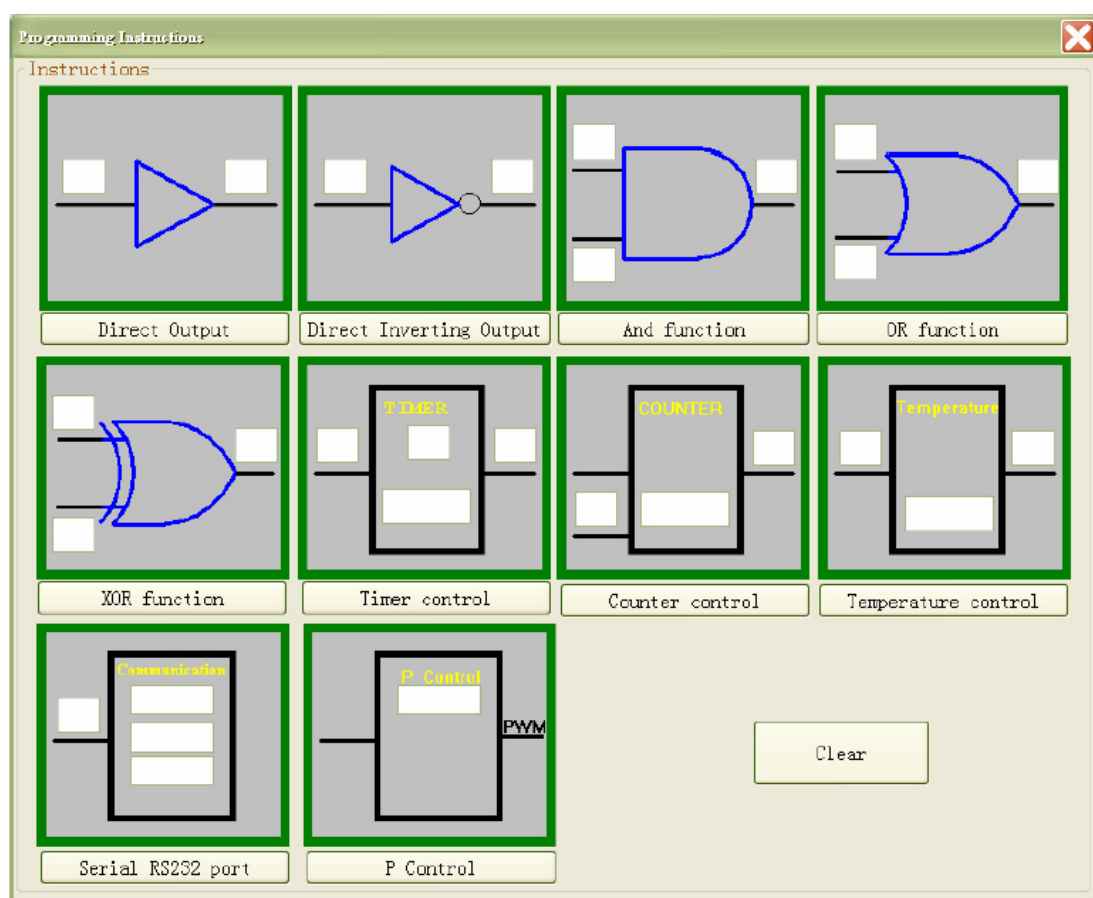 Programming Instructions
Instructions
Direct Output
Direct Inverting Output
And function
OR function
TIMER
COUNTER
Temperature
XOR function
Timer control
Counter control
Temperature control
Communication
P Control
PWM
Clear
Serial RS232 port
P Control